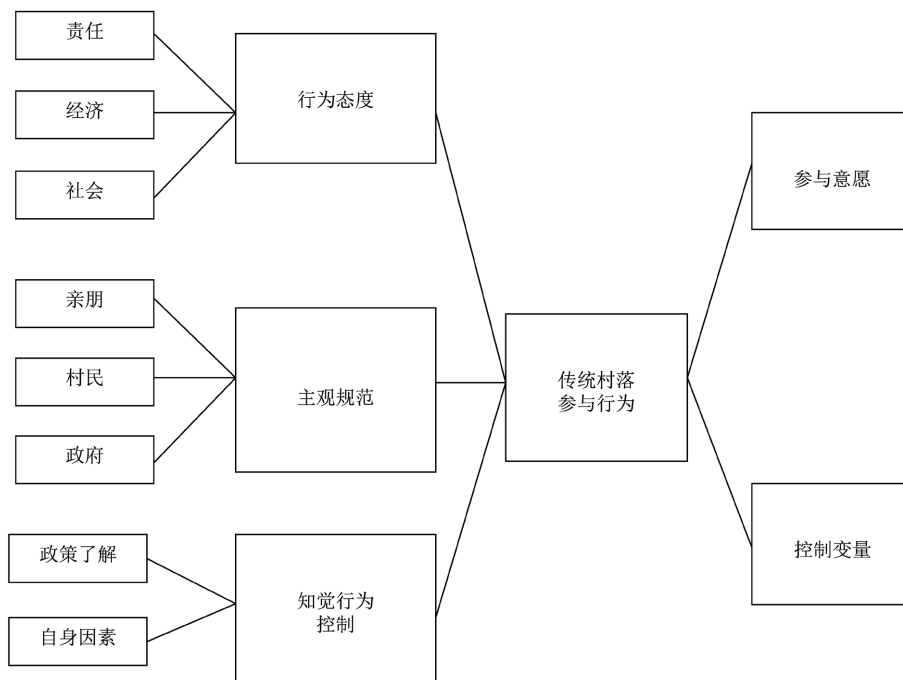 责任
经济
社会
行为态度
亲朋
村民
政府
主观规范
政策了解
自身因素
知觉行为
控制
传统村落
参与行为
参与意愿
控制变量